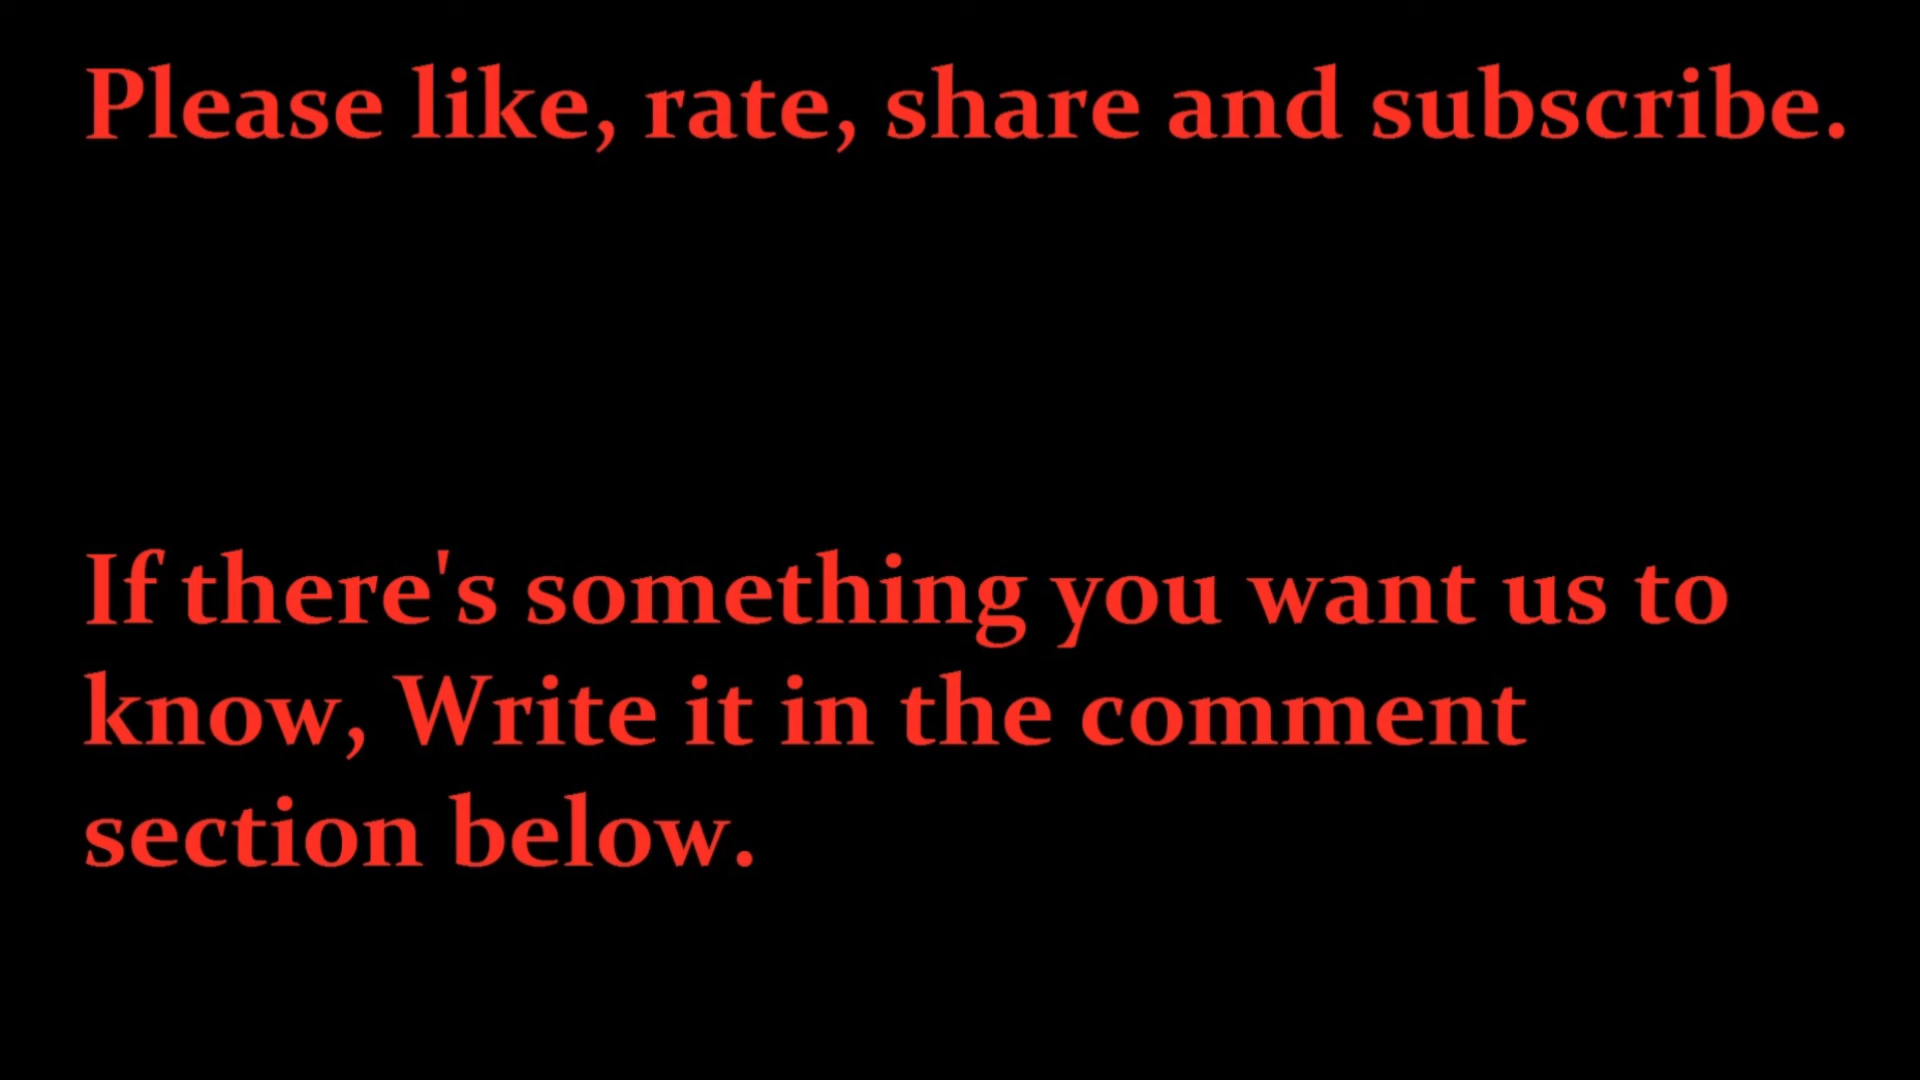 Please like, rate, share and subscribe.
If there's something you want us to
know, Write it in the comment
section below.